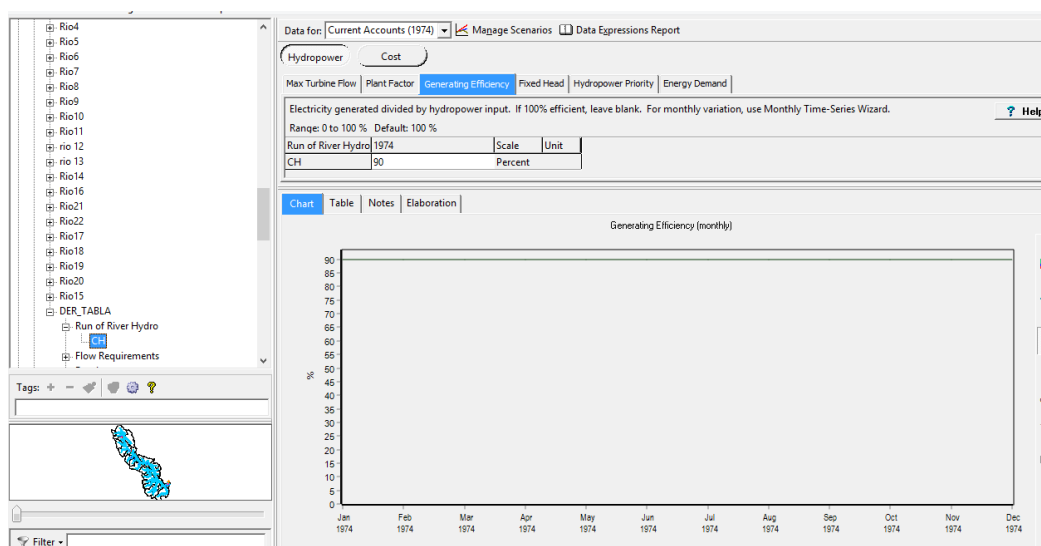 Rio4
Rio5
Rio6
Rio7
Rio8
Rio9
Rio10
Rio11
rio 12
rio 13
Rio14
Rio16
Rio21
Rio22
Rio17
Rio18
Rio19
Rio20
Rio15
DER_TABLA
Run of River Hydro
CH
Flow Requirements
Tags:
Filter
Data for: Current Accounts (1974) Manage Scenarios Data Expressions Report
Hydropower Cost
Max Turbine Flow Plant Factor Generating Efficiency Fixed Head Hydropower Priority Energy Demand
Electricity generated divided by hydropower input. If 100% efficient, leave blank. For monthly variation, use Monthly Time-Series Wizard.
? Help
Range: 0 to 100 % Default: 100 %
Run of River Hydro 1974 Scale Unit
CH 90 Percent
Chart Table Notes Elaboration
Generating Efficiency (monthly)
90
85
80
75
70
65
60
55
50
45
40
35
30
25
20
15
10
5
0
%
Jan Feb Mar Apr May Jun Jul Aug Sep Oct Nov Dec
1974 1974 1974 1974 1974 1974 1974 1974 1974 1974 1974 1974